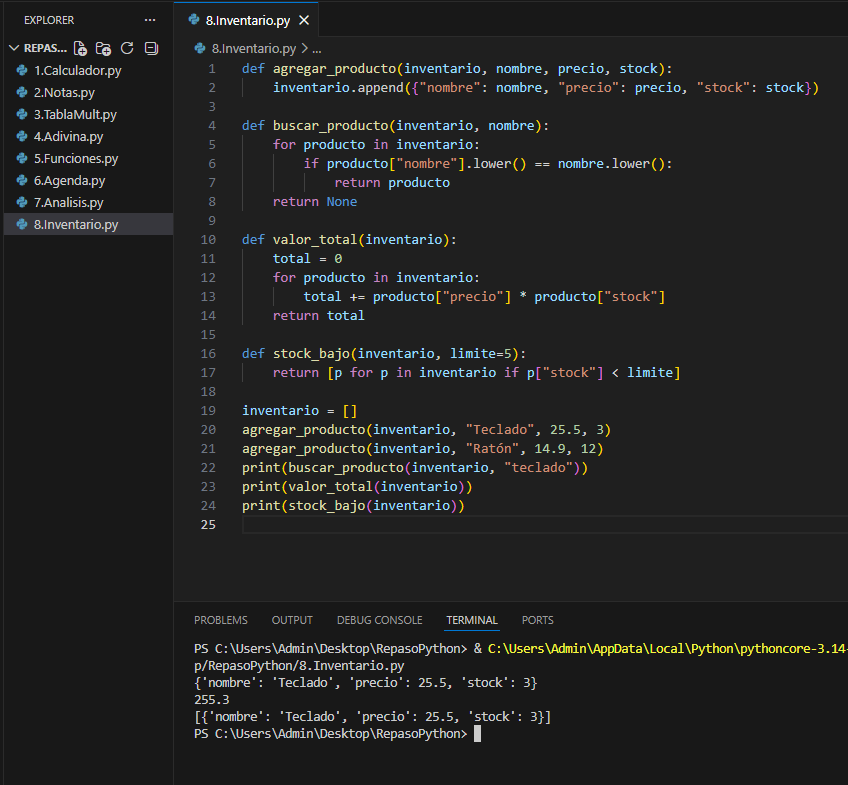 EXPLORER
...
REPAS...
1.Calculador.py
2.Notas.py
3.TablaMult.py
4.Adivina.py
5.Funciones.py
6.Agenda.py
7.Analisis.py
8.Inventario.py
8.Inventario.py
8.Inventario.py > ...
1 def agregar_producto(inventario, nombre, precio, stock):
2     inventario.append({"nombre": nombre, "precio": precio, "stock": stock})
3
4 def buscar_producto(inventario, nombre):
5     for producto in inventario:
6         if producto["nombre"].lower() == nombre.lower():
7             return producto
8     return None
9
10 def valor_total(inventario):
11     total = 0
12     for producto in inventario:
13         total += producto["precio"] * producto["stock"]
14     return total
15
16 def stock_bajo(inventario, limite=5):
17     return [p for p in inventario if p["stock"] < limite]
18
19 inventario = []
20 agregar_producto(inventario, "Teclado", 25.5, 3)
21 agregar_producto(inventario, "Ratón", 14.9, 12)
22 print(buscar_producto(inventario, "teclado"))
23 print(valor_total(inventario))
24 print(stock_bajo(inventario))
25
PROBLEMS OUTPUT DEBUG CONSOLE TERMINAL PORTS
PS C:\Users\Admin\Desktop\RepasoPython> & C:\Users\Admin\AppData\Local\Python\pythoncore-3.14-
p/RepasoPython/8.Inventario.py
{'nombre': 'Teclado', 'precio': 25.5, 'stock': 3}
255.3
[{'nombre': 'Teclado', 'precio': 25.5, 'stock': 3}]
PS C:\Users\Admin\Desktop\RepasoPython>